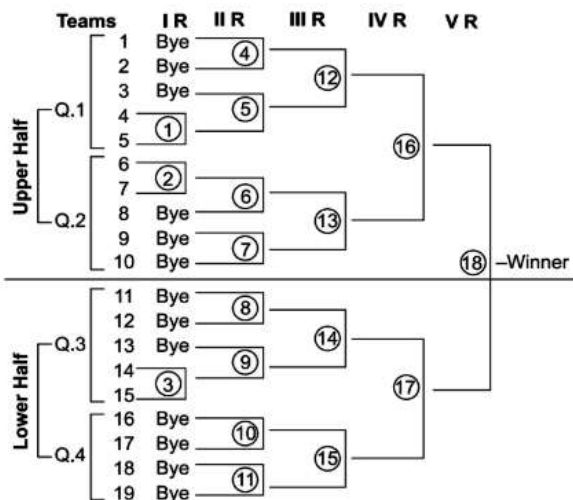 Teams I R II R III R IV R V R
1 Bye
④
2 Bye
⑫
3 Bye
Q.1
⑤
4
①
5
⑯
Upper Half
6
②
7
⑥
8 Bye
⑬
Q.2
9 Bye
⑦
10 Bye
⑱ –Winner
11 Bye
⑧
12 Bye
⑭
13 Bye
Q.3
⑨
14
③
15
⑰
Lower Half
16 Bye
⑩
17 Bye
⑮
Q.4
18 Bye
⑪
19 Bye